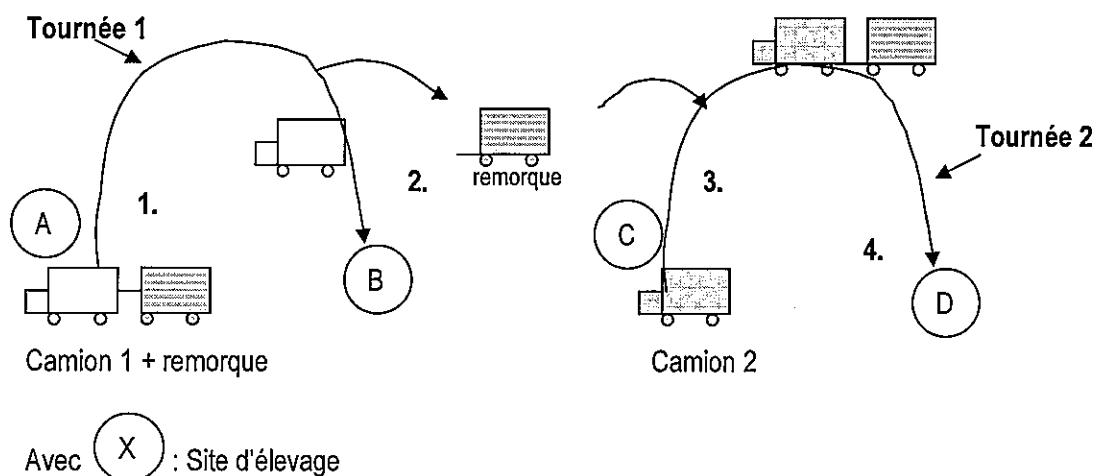 Tournée 1
Tournée 2
remorque
1.
2.
3.
4.
A
B
C
D
Camion 1 + remorque
Camion 2
Avec X : Site d'élevage